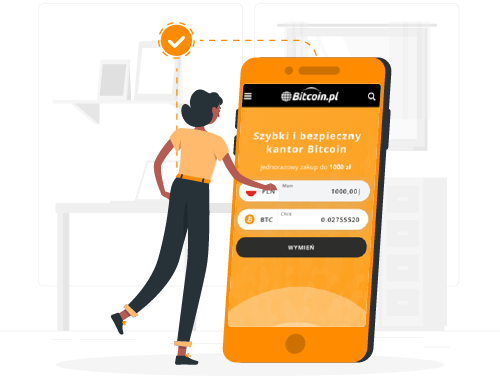 Bitcoin.pl
Szybki i bezpieczny
kantor Bitcoin
Jednorazowy zakup do 1000 zł
Mam
PLN 1000,00
Chcę
BTC 0.02755520
WYMIEŃ